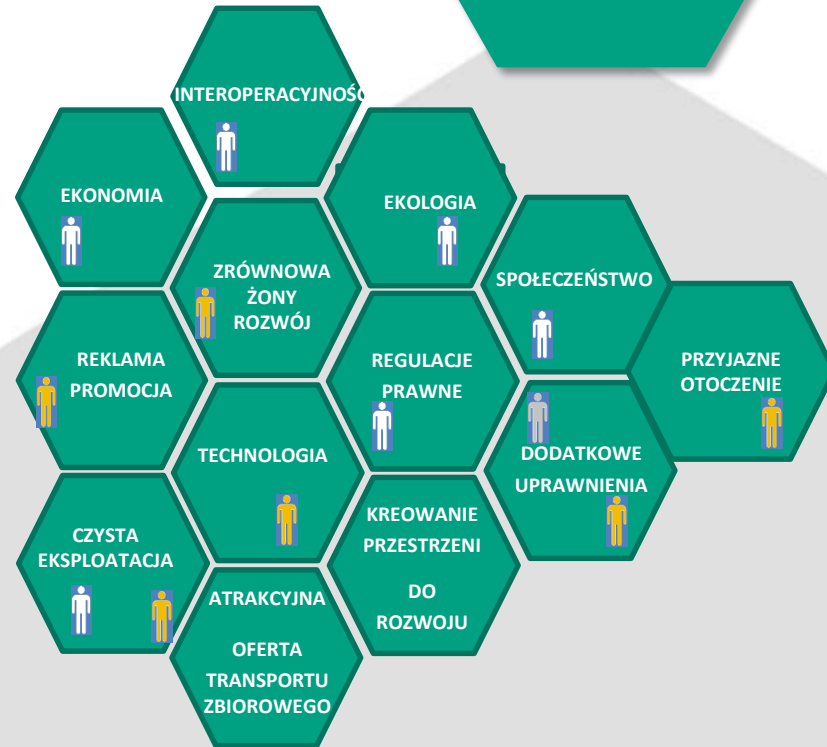 INTEROPERACYJNOŚĆ
EKONOMIA
EKOLOGIA
ZRÓWNOWA
ŻONY
ROZWÓJ
SPOŁECZEŃSTWO
REKLAMA
PROMOCJA
REGULACJE
PRAWNE
PRZYJAZNE
OTOCZENIE
TECHNOLOGIA
DODATKOWE
UPRAWNIENIA
CZYSTA
EKSPLOATACJA
KREOWANIE
PRZESTRZENI
DO
ROZWOJU
ATRAKCYJNA
OFERTA
TRANSPORTU
ZBIOROWEGO